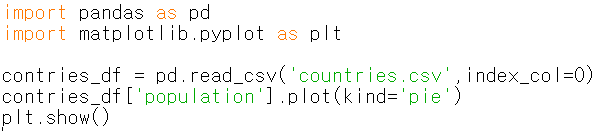 import pandas as pd
import matplotlib.pyplot as plt
contries_df = pd.read_csv('countries.csv',index_col=0)
contries_df['population'].plot(kind='pie')
plt.show()